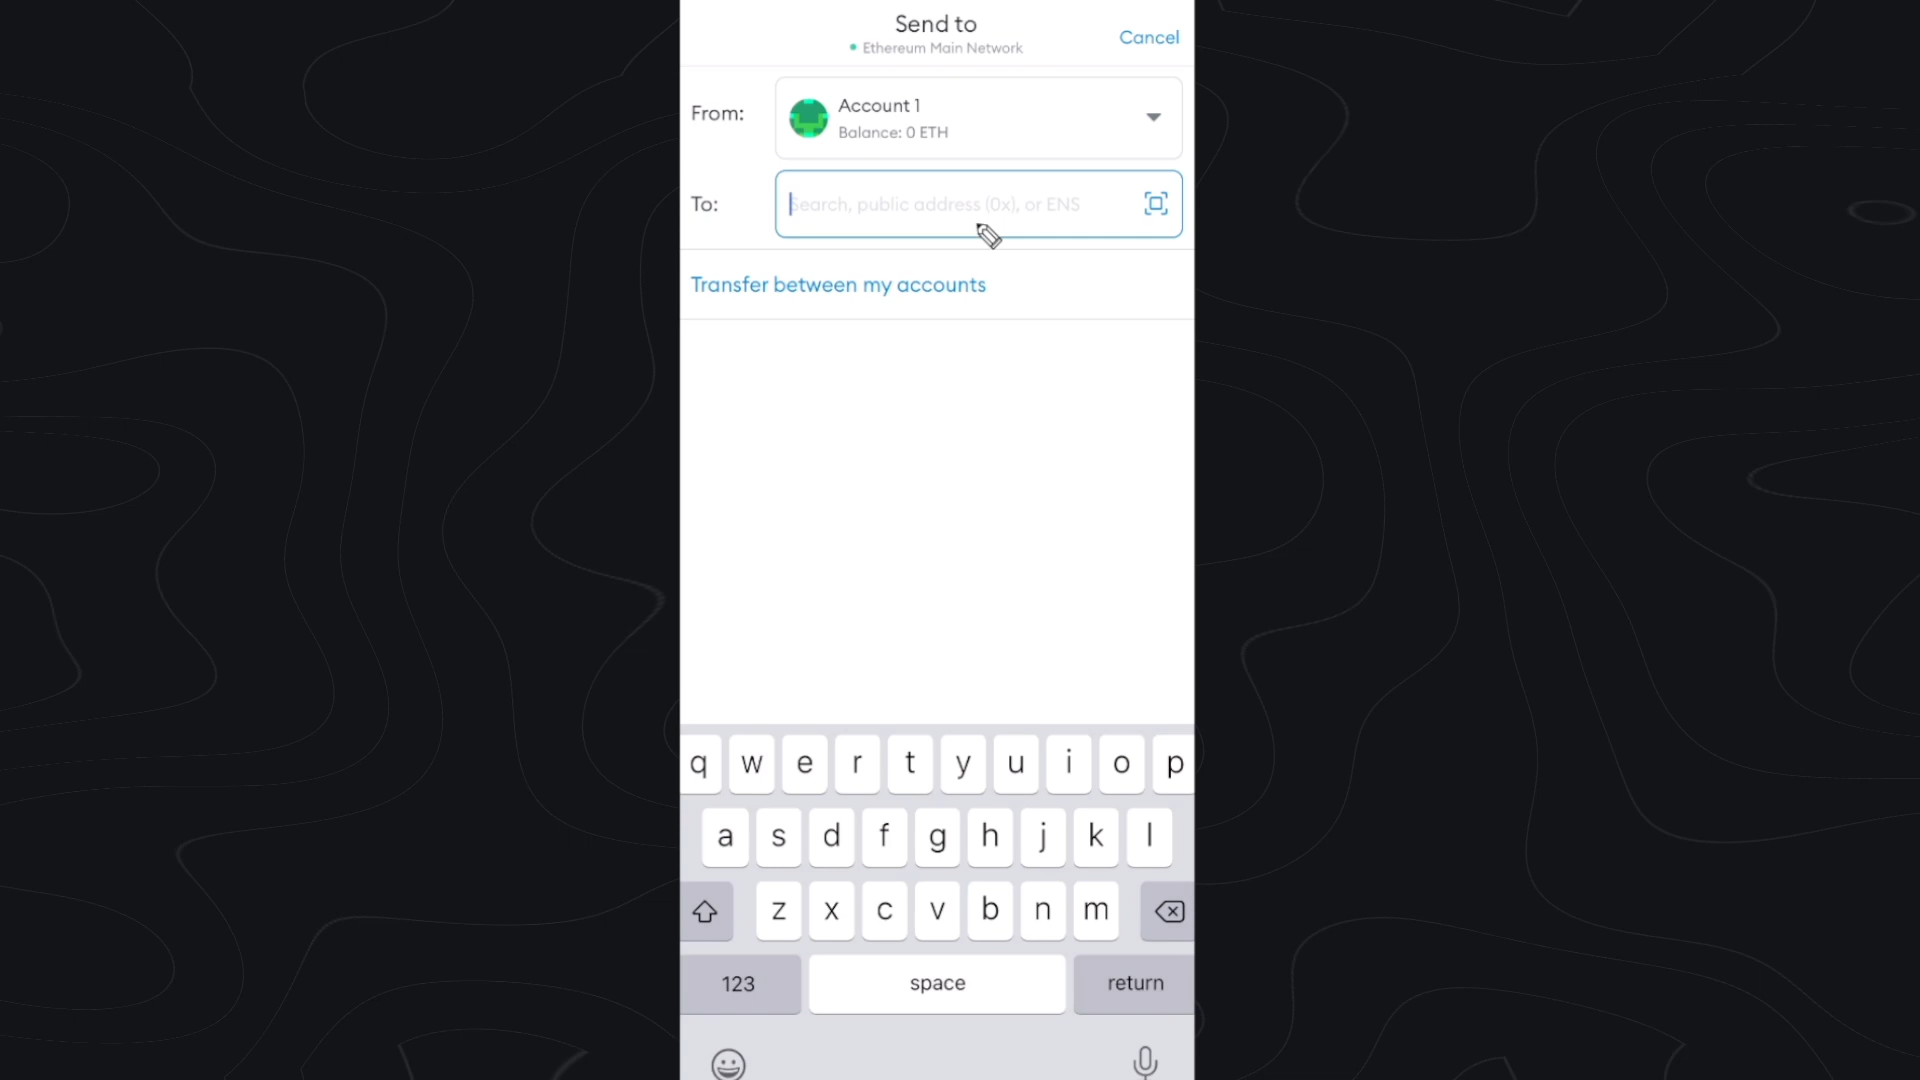 Send to
Ethereum Main Network
Cancel
From:
Account 1
Balance: 0 ETH
To:
Search, public address (0x), or ENS
Transfer between my accounts
q w e r t y u i o p
a s d f g h j k l
z x c v b n m
123 space return